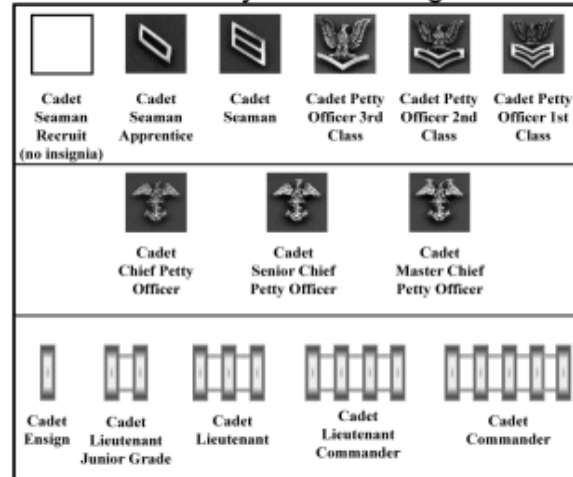 Cadet
Seaman
Recruit
(no insignia)
Cadet
Seaman
Apprentice
Cadet
Seaman
Cadet Petty
Officer 3rd
Class
Cadet Petty
Officer 2nd
Class
Cadet Petty
Officer 1st
Class
Cadet
Chief Petty
Officer
Cadet
Senior Chief
Petty Officer
Cadet
Master Chief
Petty Officer
Cadet
Ensign
Cadet
Lieutenant
Junior Grade
Cadet
Lieutenant
Cadet
Lieutenant
Commander
Cadet
Commander